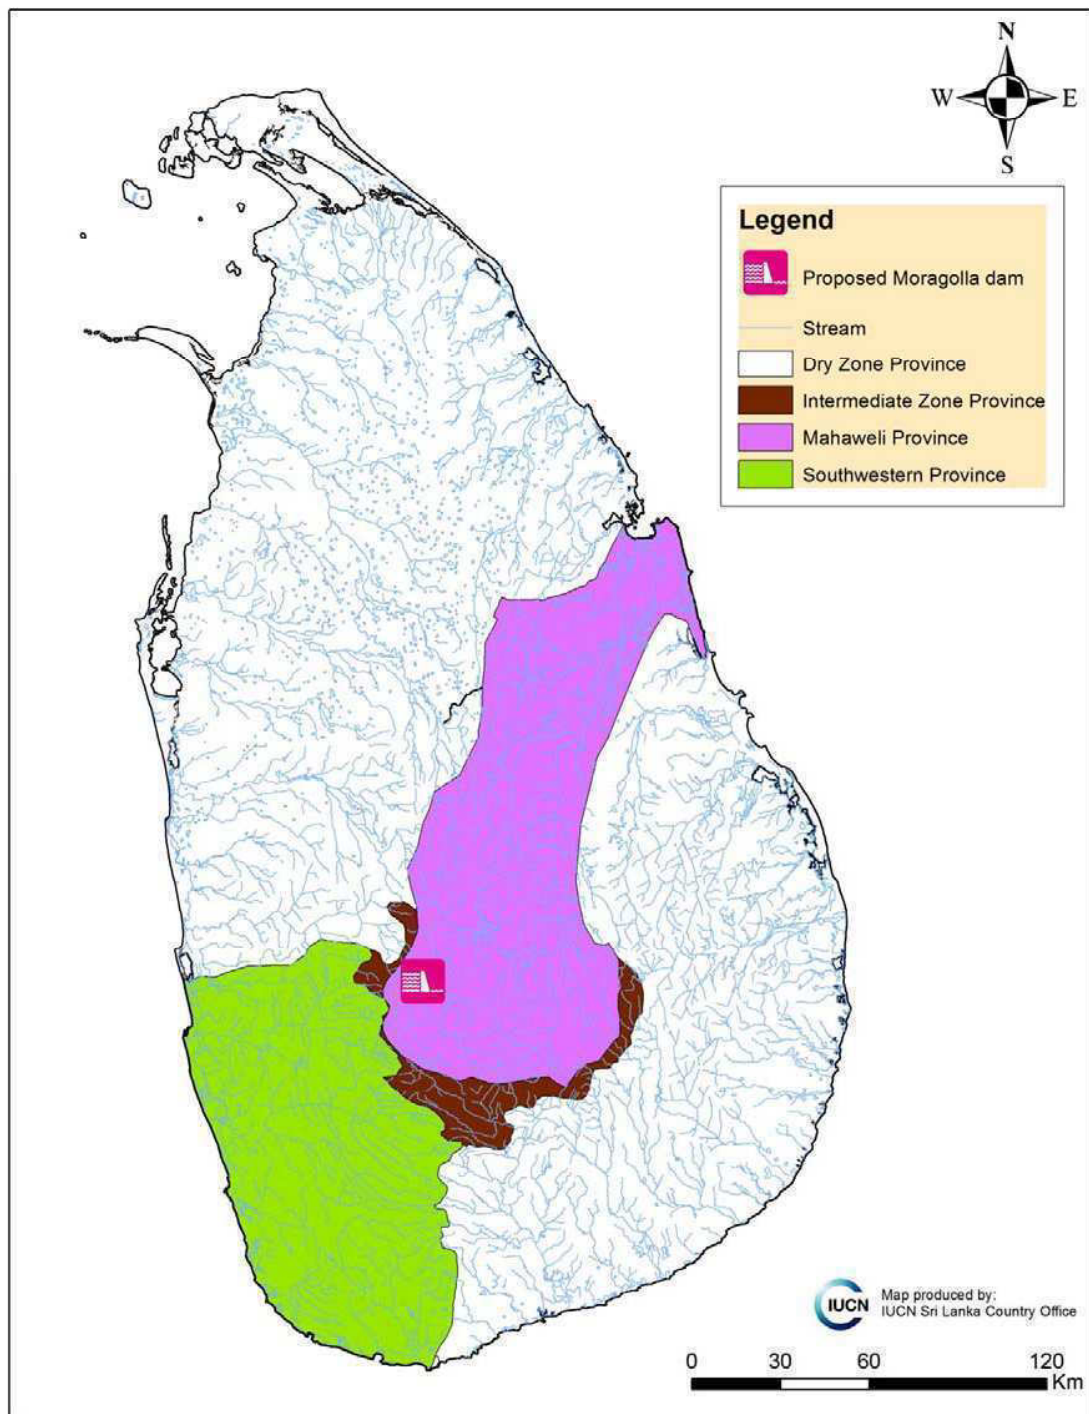 N
W E
S
Legend
Proposed Moragolla dam
Stream
Dry Zone Province
Intermediate Zone Province
Mahaweli Province
Southwestern Province
IUCN
Map produced by:
IUCN Sri Lanka Country Office
0 30 60 120
Km